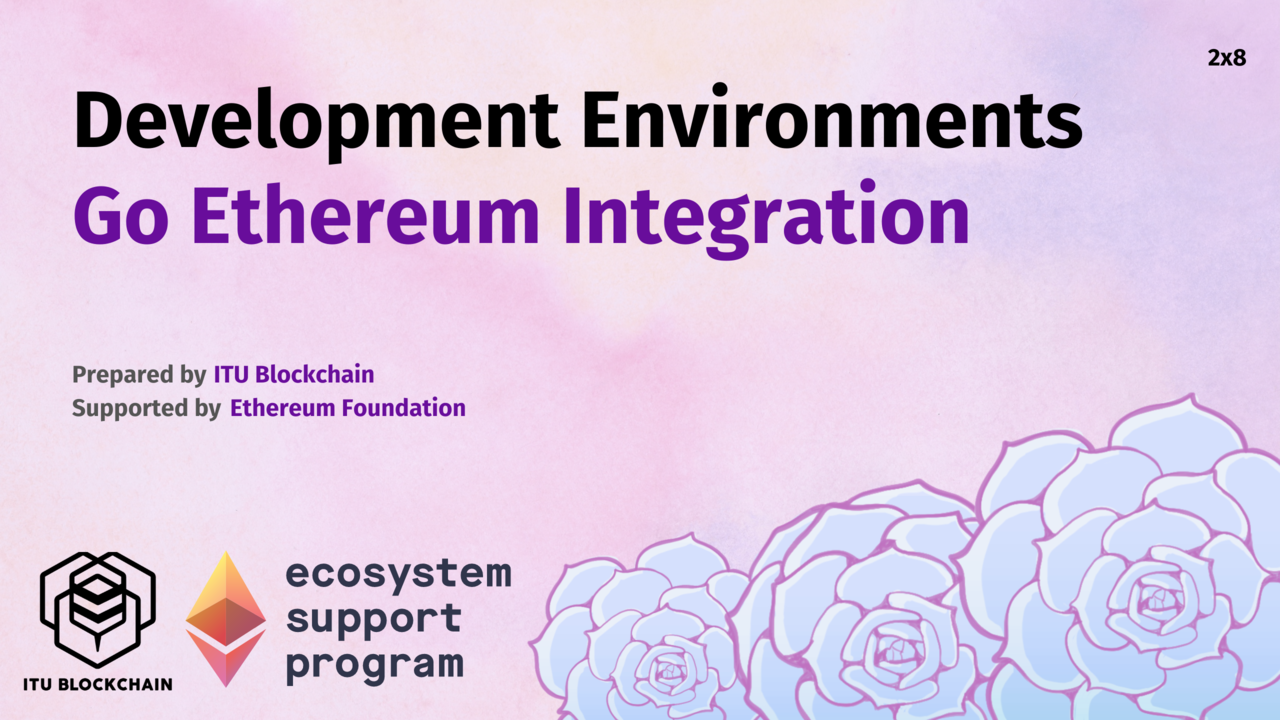 2x8
Development Environments
Go Ethereum Integration
Prepared by ITU Blockchain
Supported by Ethereum Foundation
ecosystem
support
program
ITU BLOCKCHAIN